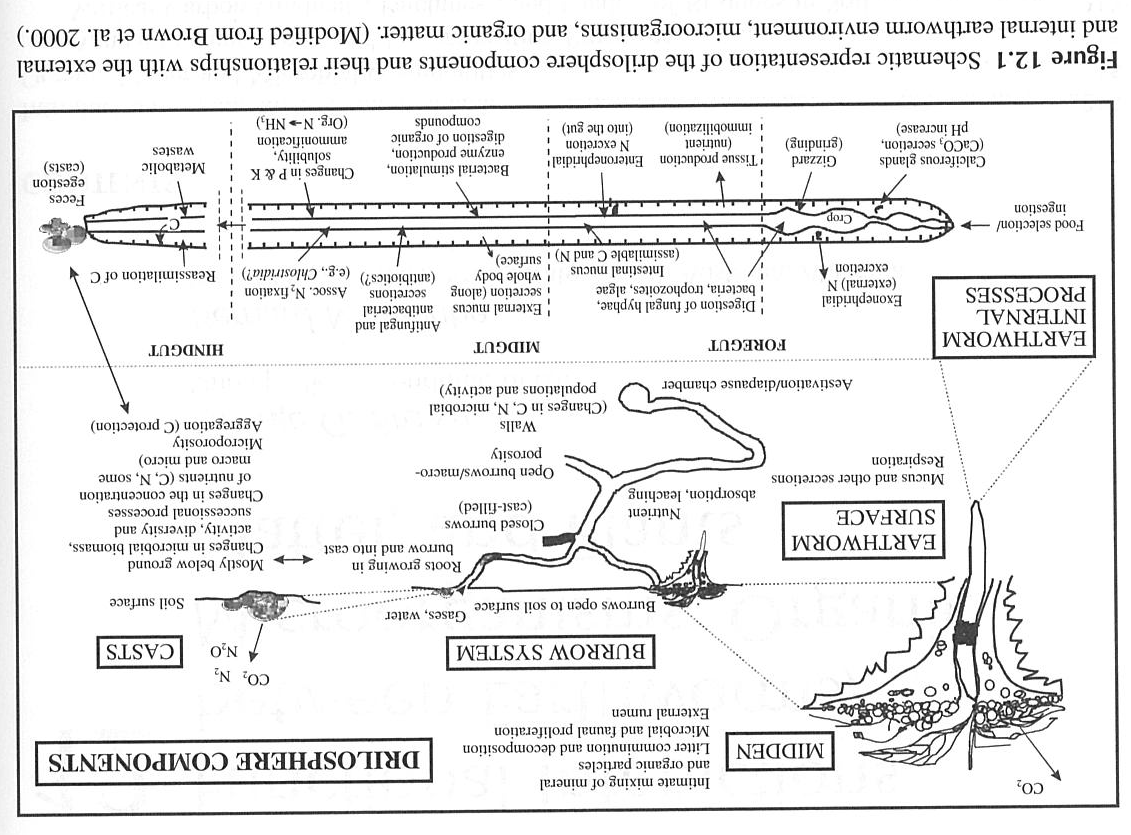 CO₂
MIDDEN
Intimate mixing of mineral
and organic particles
Litter comminution and decomposition
Microbial and faunal proliferation
External rumen
DRILOSPHERE COMPONENTS
BURROW SYSTEM
CASTS
CO₂ N₂
N₂O
Burrows open to soil surface
Gases, water
Soil surface
EARTHWORM
SURFACE
Mucus and other secretions
Respiration
Nutrient
absorption, leaching
Closed burrows
(cast-filled)
Open burrows/macro-
porosity
Walls
(Changes in C, N, microbial
populations and activity)
Aestivation/diapause chamber
Roots growing in
burrow and into cast
Mostly below ground
Changes in microbial biomass,
activity, diversity and
successional processes
Changes in the concentration
of nutrients (C, N, some
macro and micro)
Microporosity
Aggregation (C protection)
EARTHWORM
INTERNAL
PROCESSES
FOREGUT
MIDGUT
HINDGUT
Exonephridial
(external) N
excretion
Digestion of fungal hyphae,
bacteria, trophozoites, algae
Intestinal mucus
(assimilable C and N)
External mucus
secretion (along
whole body
surface)
Antifungal and
antibacterial
secretions
(antibiotics?)
Assoc. N₂ fixation
(e.g., Chlostridia?)
Reassimilation of C
Food selection/
ingestion
Crop
C
Feces
egestion
(casts)
Calciferous glands
(CaCO₃ secretion,
pH increase)
Gizzard
(grinding)
Tissue production
(nutrient
immobilization)
Enteronephridial
N excretion
(into the gut)
Bacterial stimulation,
enzyme production,
digestion of organic
compounds
Changes in P & K
solubility,
ammonification
(Org. N→NH₃)
Metabolic
wastes
Figure 12.1 Schematic representation of the drilosphere components and their relationships with the external
and internal earthworm environment, microorganisms, and organic matter. (Modified from Brown et al. 2000.)